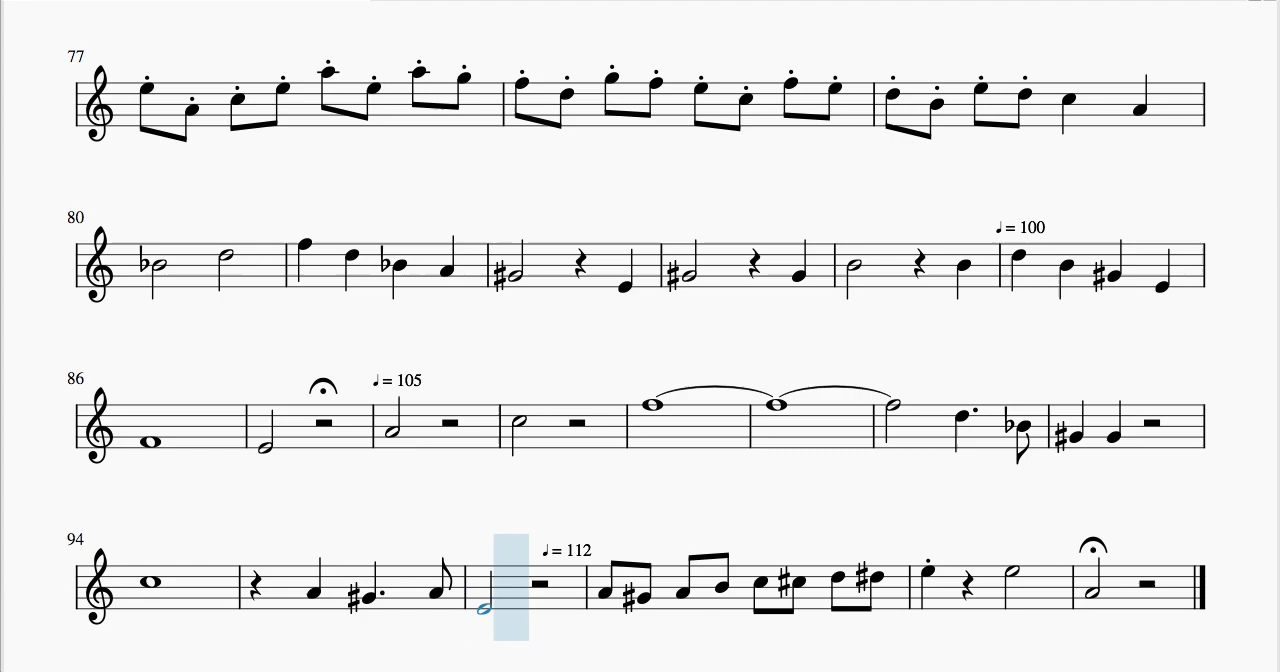 77
80
♩ = 100
86
♩ = 105
94
♩ = 112